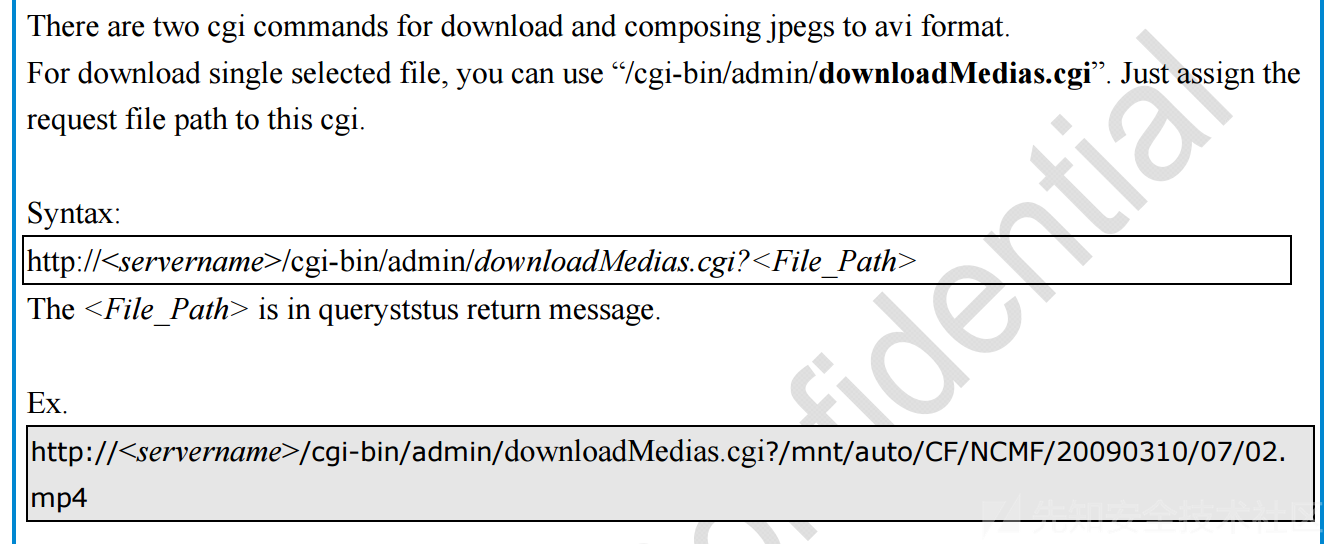 There are two cgi commands for download and composing jpegs to avi format.
For download single selected file, you can use “/cgi-bin/admin/downloadMedias.cgi”. Just assign the
request file path to this cgi.
Syntax:
http://<servername>/cgi-bin/admin/downloadMedias.cgi?<File_Path>
The <File_Path> is in queryststus return message.
Ex.
http://<servername>/cgi-bin/admin/downloadMedias.cgi?/mnt/auto/CF/NCMF/20090310/07/02.
mp4
nfidential
先知安全技术社区